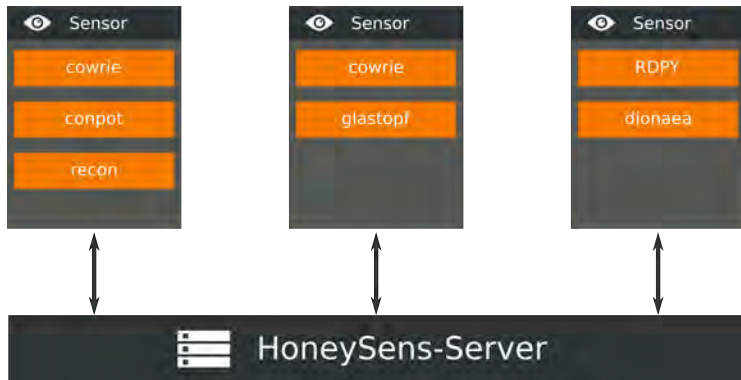 Sensor
cowrie
conpot
recon
Sensor
cowrie
glastopf
Sensor
RDPY
dionaea
HoneySens-Server